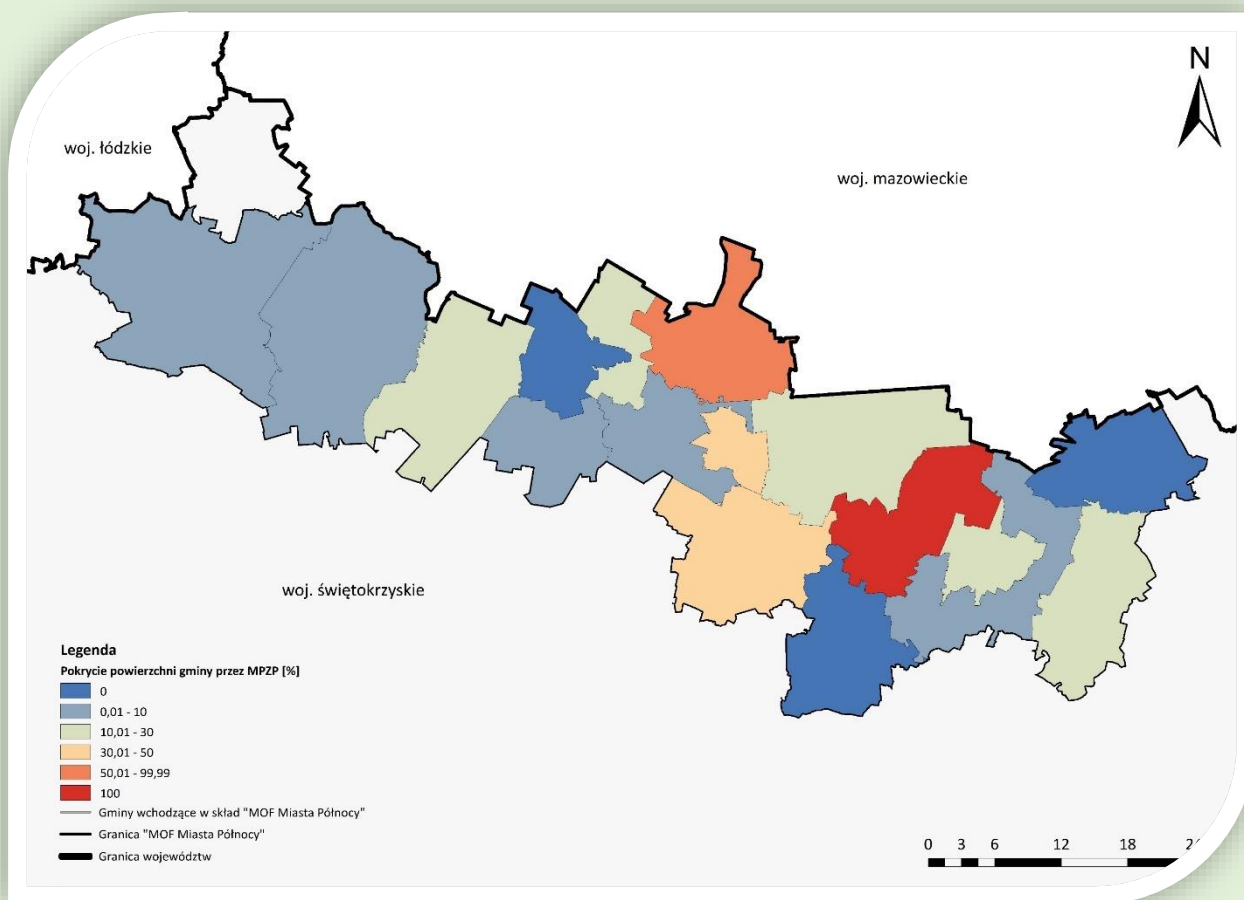 N
woj. łódzkie
woj. mazowieckie
woj. świętokrzyskie
Legenda
Pokrycie powierzchni gminy przez MPZP [%]
0
0,01 - 10
10,01 - 30
30,01 - 50
50,01 - 99,99
100
Gminy wchodzące w skład "MOF Miasta Północy"
Granica "MOF Miasta Północy"
Granica województw
0 3 6 12 18